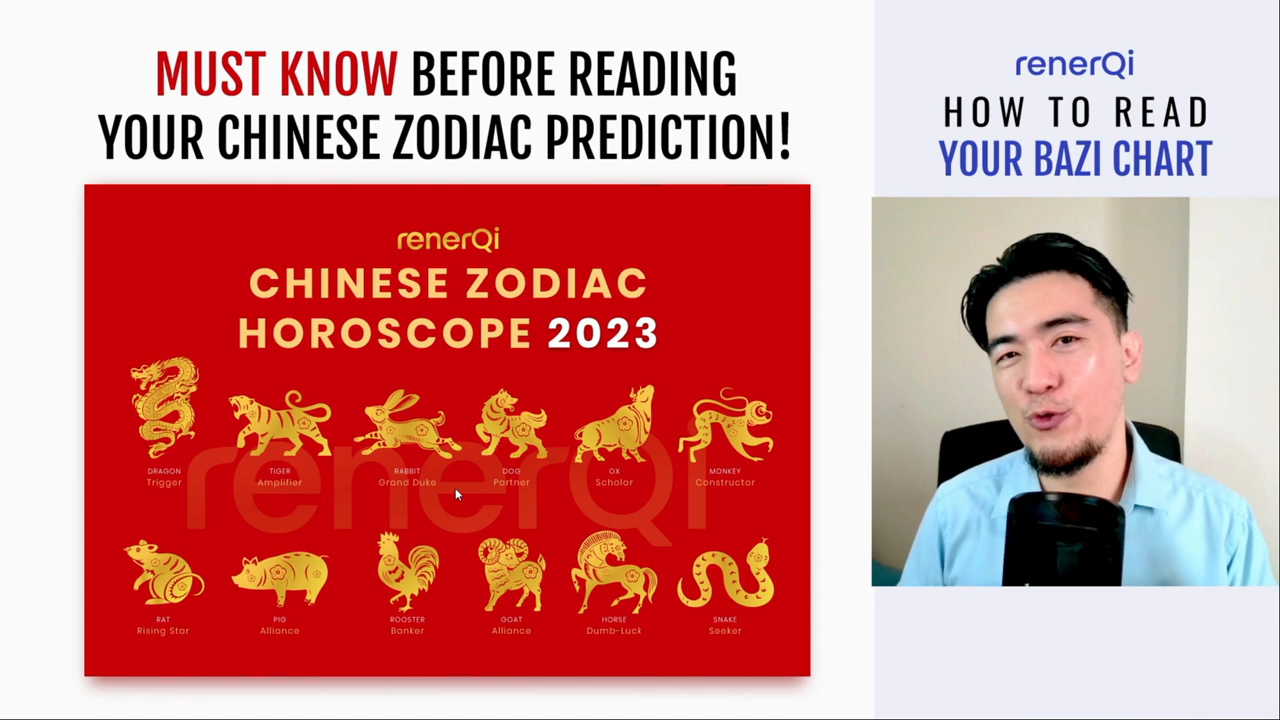 MUST KNOW BEFORE READING
YOUR CHINESE ZODIAC PREDICTION!
renerQi
CHINESE ZODIAC
HOROSCOPE 2023
DRAGON
Trigger
TIGER
Amplifier
RABBIT
Grand Duke
DOG
Partner
OX
Scholar
MONKEY
Constructor
renerQi
RAT
Rising Star
PIG
Alliance
ROOSTER
Banker
GOAT
Alliance
HORSE
Dumb-Luck
SNAKE
Seeker
renerQi
HOW TO READ
YOUR BAZI CHART